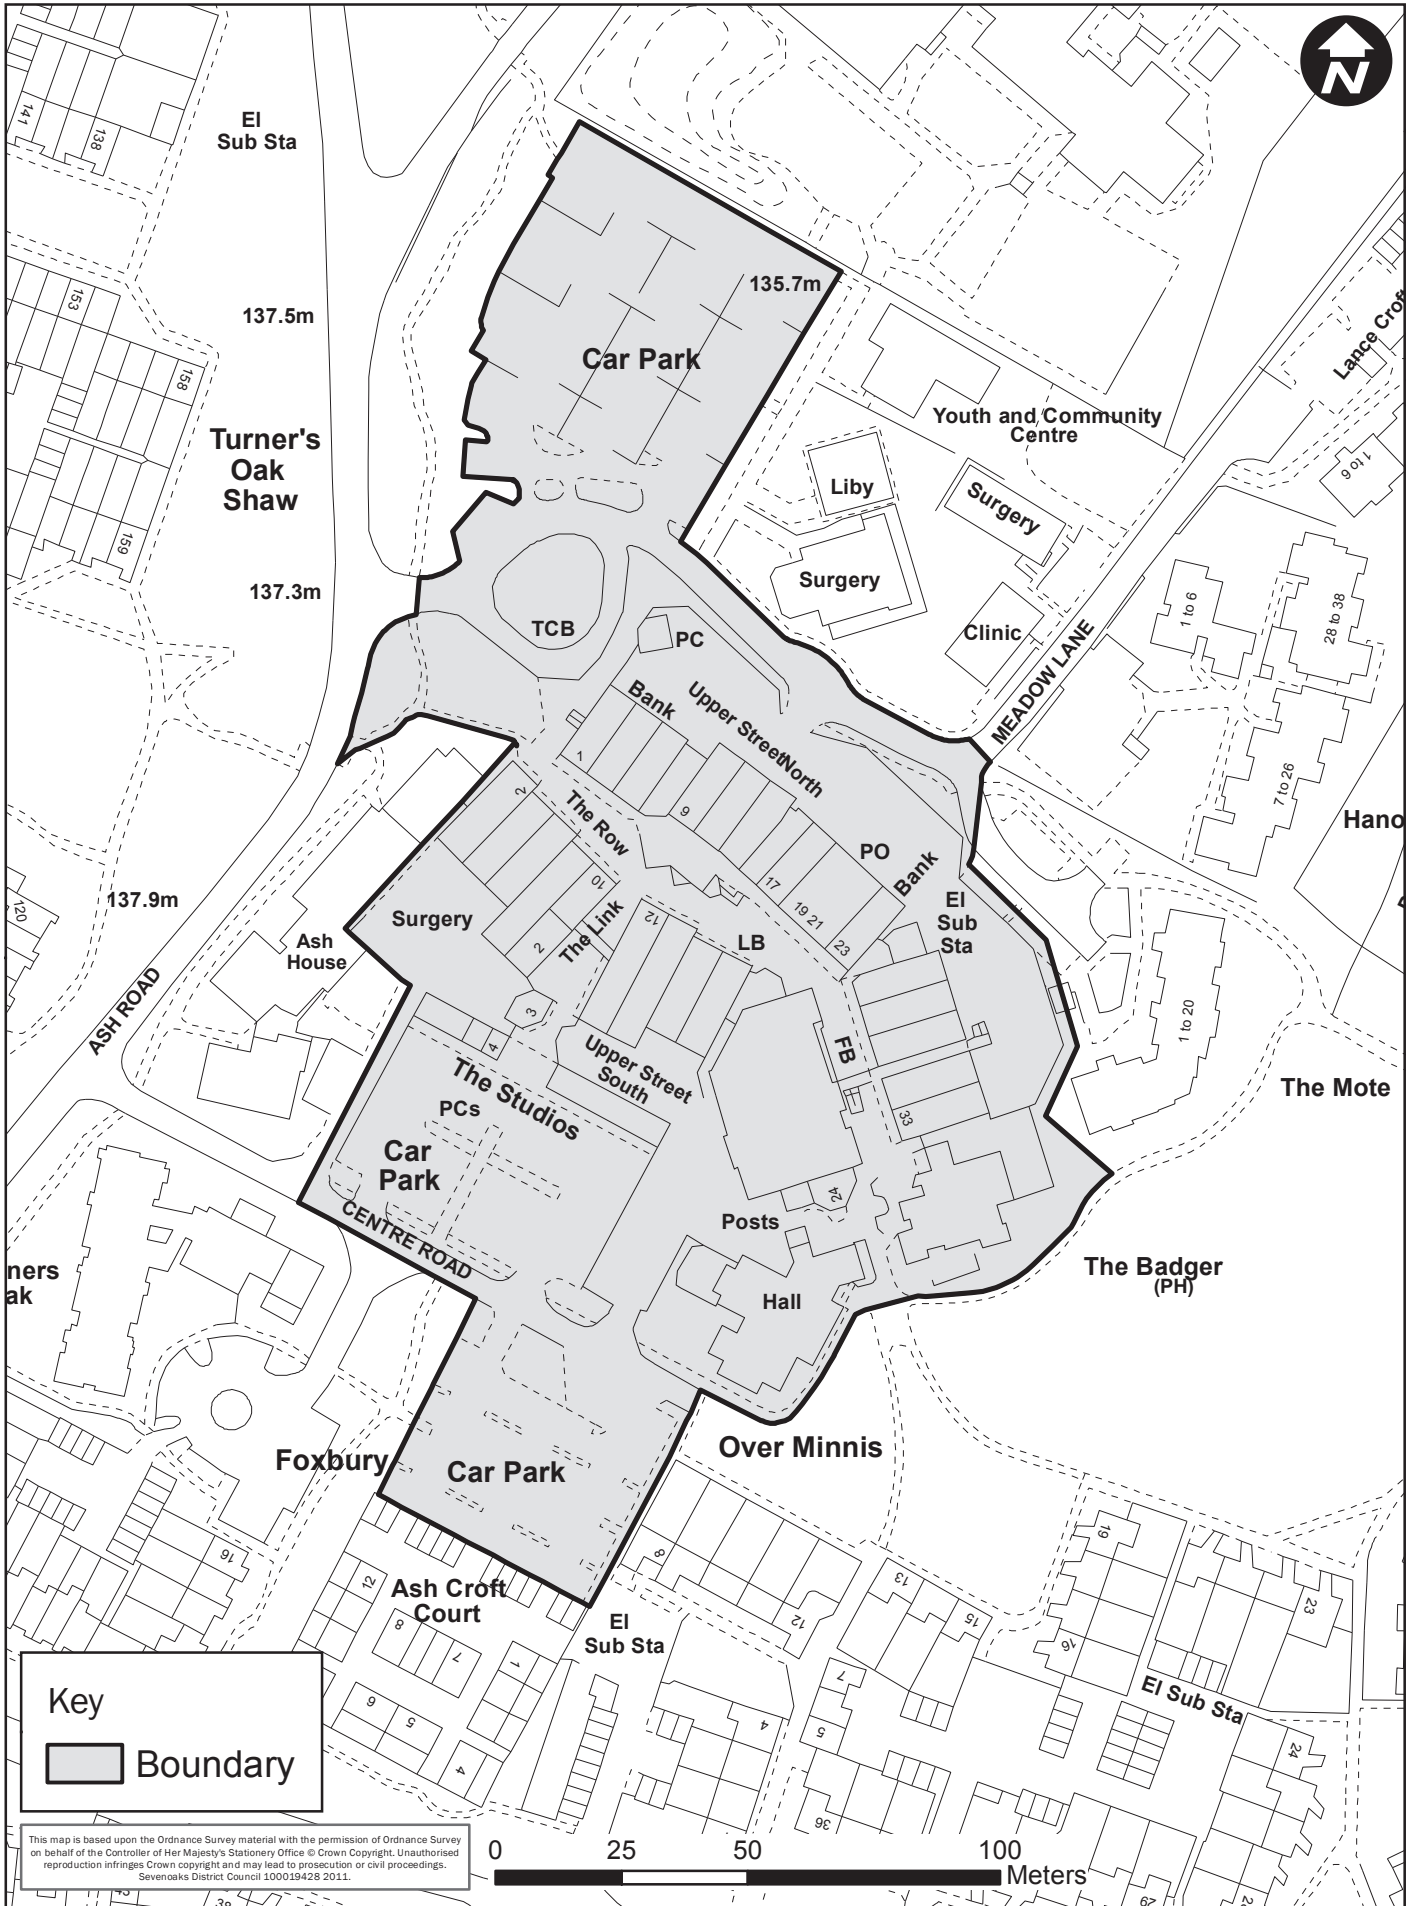 N
El
Sub Sta
141
138
135.7m
153
137.5m
Car Park
Lance Croft
158
Youth and Community
Centre
Turner's
Oak
Shaw
1 to 6
Liby
Surgery
159
Surgery
137.3m
1 to 6
28 to 38
TCB
PC
Clinic
MEADOW LANE
Bank
Upper Street North
1
7 to 26
2
The Row
9
Hano
PO
Bank
17
10
137.9m
120
Surgery
19 21
El
Sub
Sta
12
The Link
LB
23
Ash
House
2
ASH ROAD
3
1 to 20
4
FB
Upper Street
South
The Studios
The Mote
PCs
33
Car
Park
24
CENTRE ROAD
Posts
ners
ak
The Badger
(PH)
Hall
Foxbury
Over Minnis
Car Park
16
8
19
12
Ash Croft
Court
13
15
23
8
12
El
Sub Sta
16
7
1
7
El Sub Sta
6
5
4
5
24
4
36
Key
Boundary
This map is based upon the Ordnance Survey material with the permission of Ordnance Survey
on behalf of the Controller of Her Majesty's Stationery Office © Crown Copyright. Unauthorised
reproduction infringes Crown copyright and may lead to prosecution or civil proceedings.
Sevenoaks District Council 100019428 2011.
0 25 50 100
Meters
67